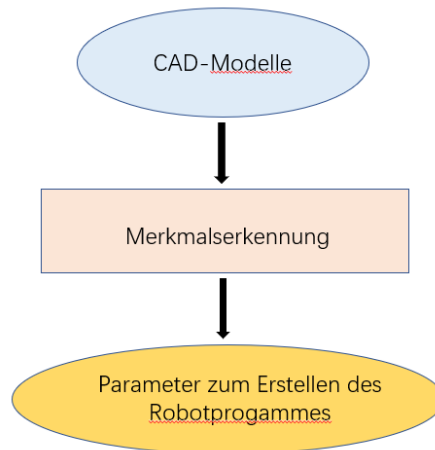 CAD-Modelle
Merkmalserkennung
Parameter zum Erstellen des
Robotprogammes